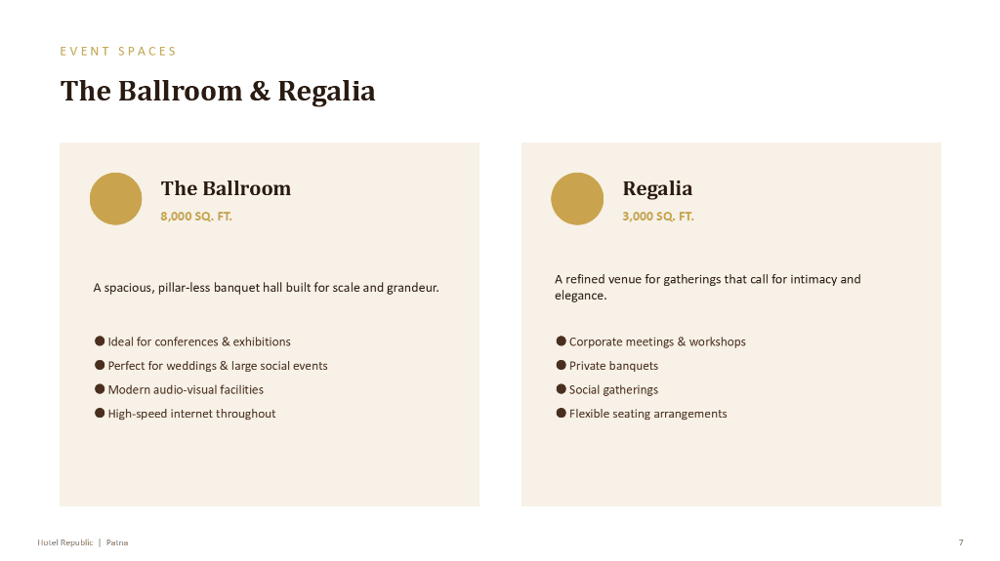 EVENT SPACES
The Ballroom & Regalia
The Ballroom
8,000 SQ. FT.
A spacious, pillar-less banquet hall built for scale and grandeur.
● Ideal for conferences & exhibitions
● Perfect for weddings & large social events
● Modern audio-visual facilities
● High-speed internet throughout
Regalia
3,000 SQ. FT.
A refined venue for gatherings that call for intimacy and
elegance.
● Corporate meetings & workshops
● Private banquets
● Social gatherings
● Flexible seating arrangements
Hotel Republic | Patna
7